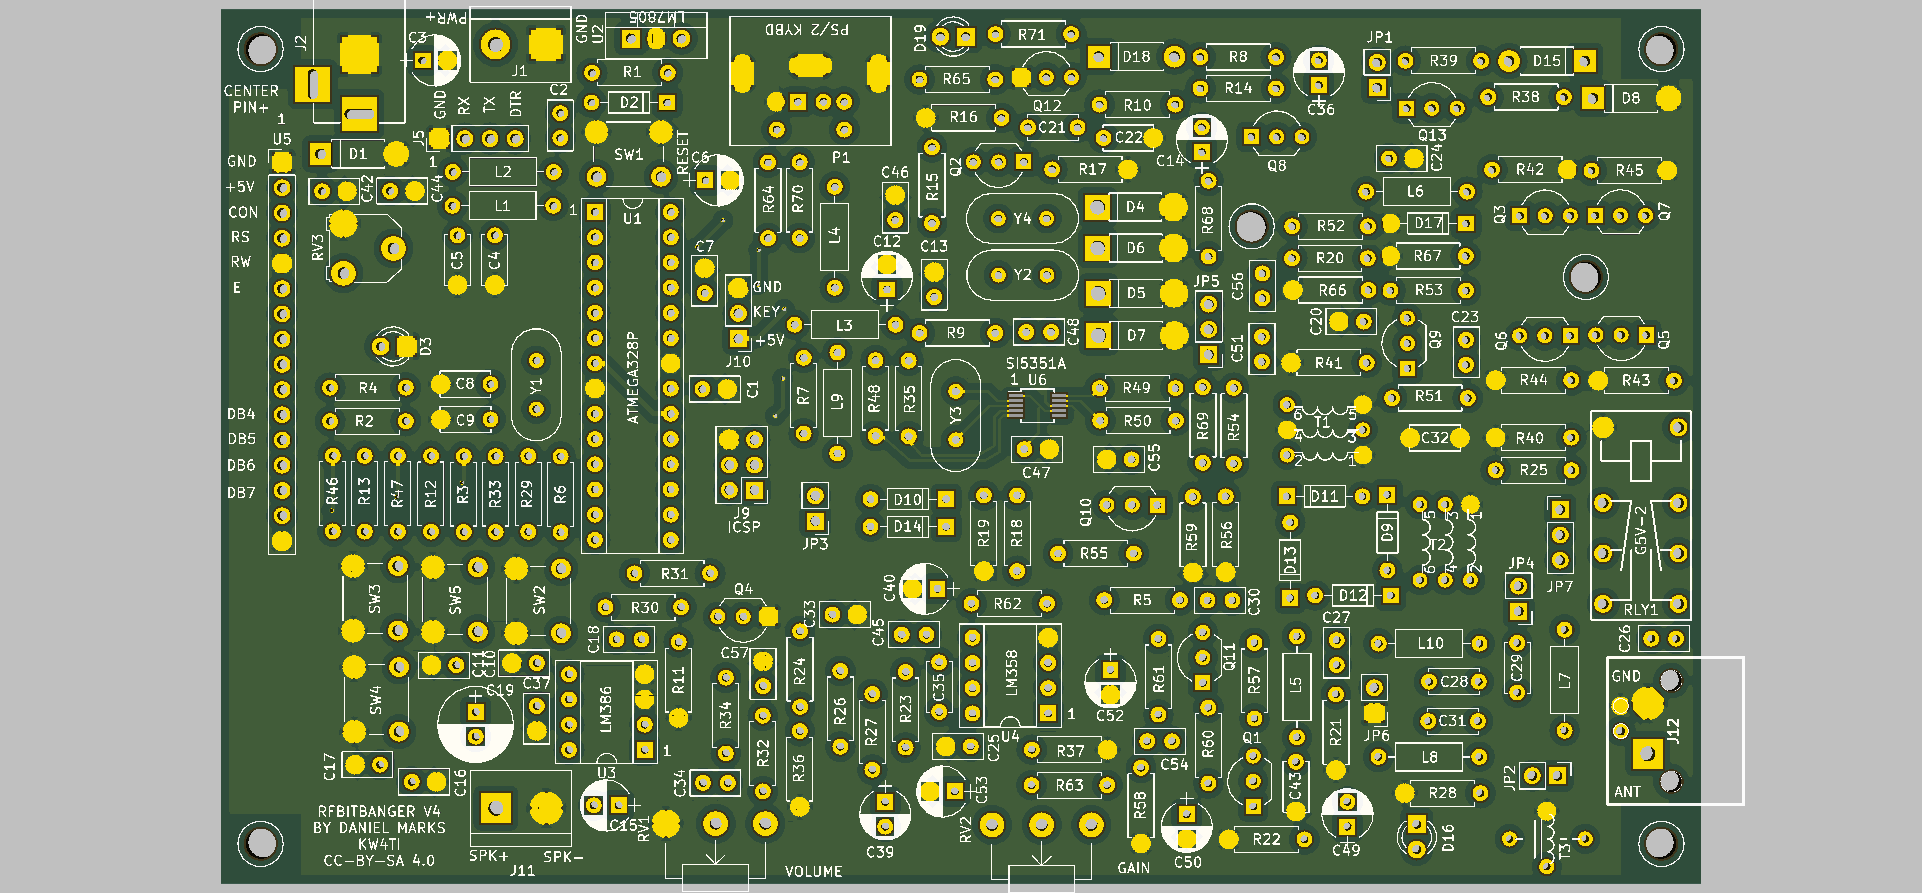 PWR+
GND
LM7805
U2
PS/2 KYBD
D19
R71
J2
C3
J1
R1
D18
R8
JP1
R39
D15
CENTER
PIN+
1
GND
RX
TX
DTR
C2
D2
R65
Q12
R10
R14
C36
R38
D8
U5
J5
1
R16
C21
C22
C14
Q8
Q13
C24
GND
D1
SW1
RESET
P1
Q2
R17
L2
C6
C46
R15
R42
R45
+5V
C42
C44
L1
1
U1
R64
R70
L4
Y4
D4
R68
L6
Q3
Q7
CON
RS
RV3
R52
D17
RW
C5
C4
C7
C12
C13
Y2
D6
R20
R67
E
GND
KEY
+5V
J10
D5
JP5
C56
R66
R53
L3
R9
C48
D7
C51
C20
Q9
C23
Q6
Q5
D3
SI5351A
1 U6
R41
R4
C8
Y1
ATMEGA328P
C1
R7
L9
R48
R35
Y3
R49
R69
R54
R51
R44
R43
DB4
R2
C9
R50
6
5
T1
4
3
2
1
C32
R40
DB5
C47
C55
R25
DB6
DB7
R46
R13
R47
R12
R3
R33
R29
R6
J9
ICSP
JP3
D10
D14
R19
R18
Q10
R59
R56
D11
D9
5
3
1
T2
6
4
2
G5V-2
RLY1
JP7
R55
D13
JP4
SW3
SW5
SW2
R31
R30
Q4
C33
C40
R62
R5
C30
D12
C27
C18
C45
L10
C26
C11
C10
C37
C19
LM386
1
U3
R11
C57
R24
R34
R26
R27
R23
C35
LM358
1
U4
C52
R61
Q11
R57
L5
C29
L7
GND
SW4
R32
C25
R37
C54
R60
Q1
R21
JP6
C28
C31
L8
J12
ANT
C17
C16
C34
R36
C53
R63
R58
C43
R28
JP2
RFBITBANGER V4
BY DANIEL MARKS
KW4TI
CC-BY-SA 4.0
SPK+
SPK-
J11
C15
RV1
VOLUME
C39
RV2
GAIN
C50
R22
C49
D16
T3